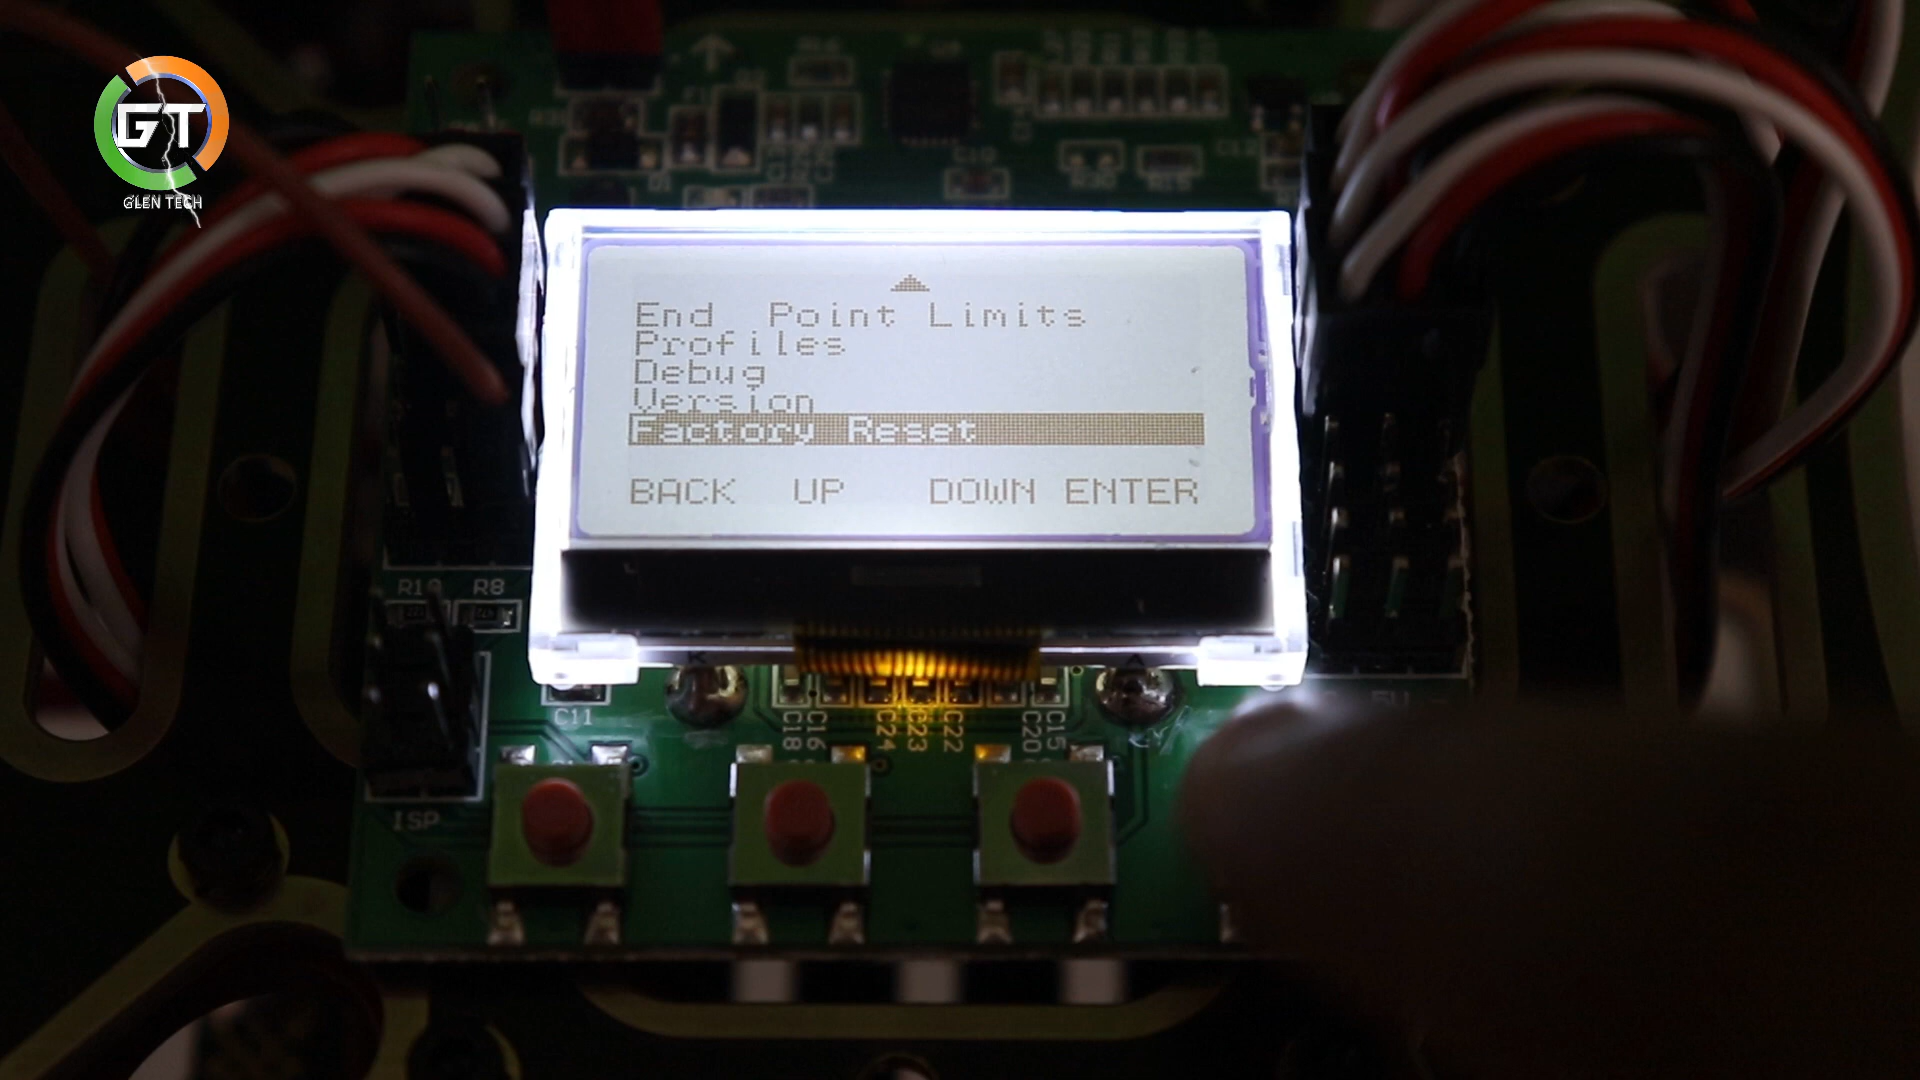 GT
GLEN TECH
End Point Limits
Profiles
Debug
Version
Factory Reset
BACK UP DOWN ENTER
R8
C11
C18
C16
C24
C23
C22
C20
C15
5V
ISP